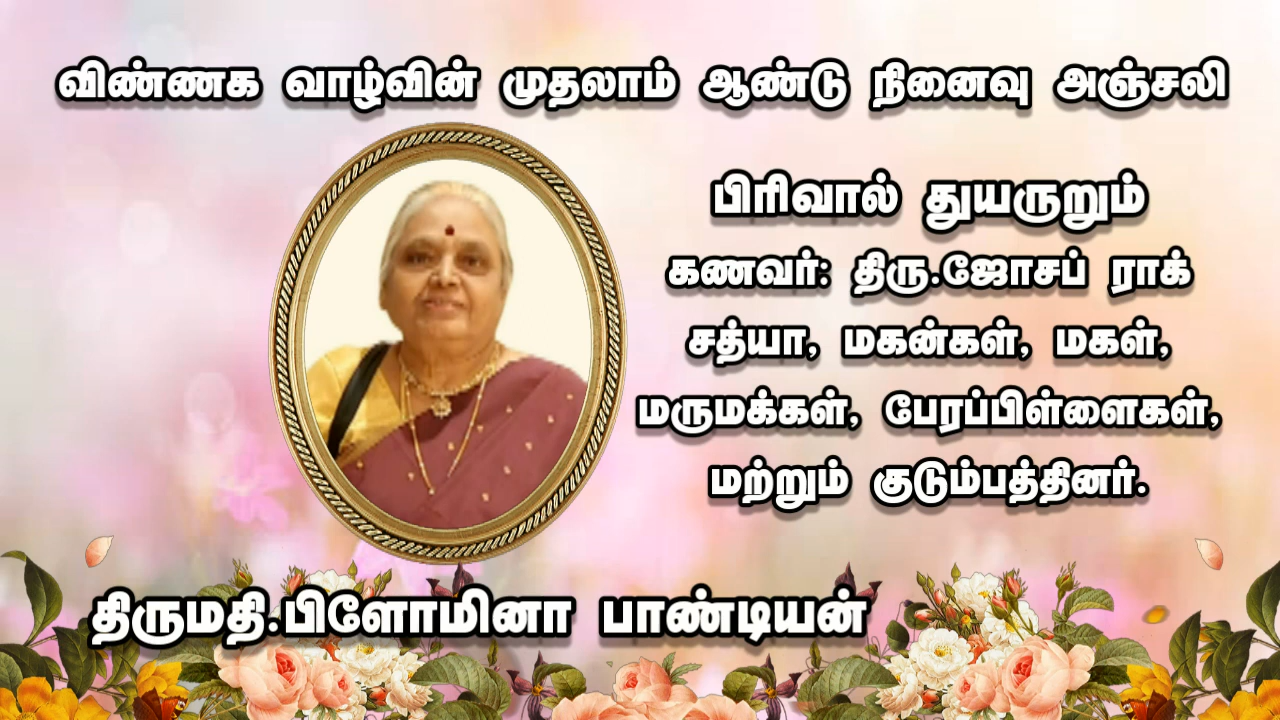 விண்ணக வாழ்வின் முதலாம் ஆண்டு நினைவு அஞ்சலி
பிரிவால் துயருறும்
கணவர்: திரு.ஜோசப் ராக்
சத்யா, மகன்கள், மகள்,
மருமக்கள், பேரப்பிள்ளைகள்,
மற்றும் குடும்பத்தினர்.
திருமதி.பிளோமினா பாண்டியன்